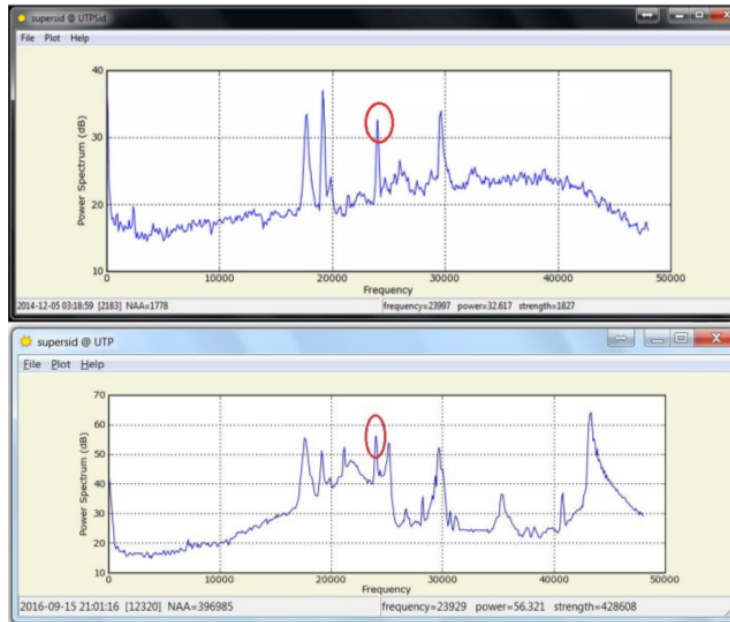 supersid @ UTPSid
File Plot Help
40
30
20
10
Power Spectrum (dB)
0 10000 20000 30000 40000 50000
Frequency
2014-12-05 03:18:59 [2183] NAA=1778 frequency=23997 power=32.617 strength=1827
supersid @ UTP
File Plot Help
70
60
50
40
30
20
10
Power Spectrum (dB)
0 10000 20000 30000 40000 50000
Frequency
2016-09-15 21:01:16 [12320] NAA=396985 frequency=23929 power=56.321 strength=428608